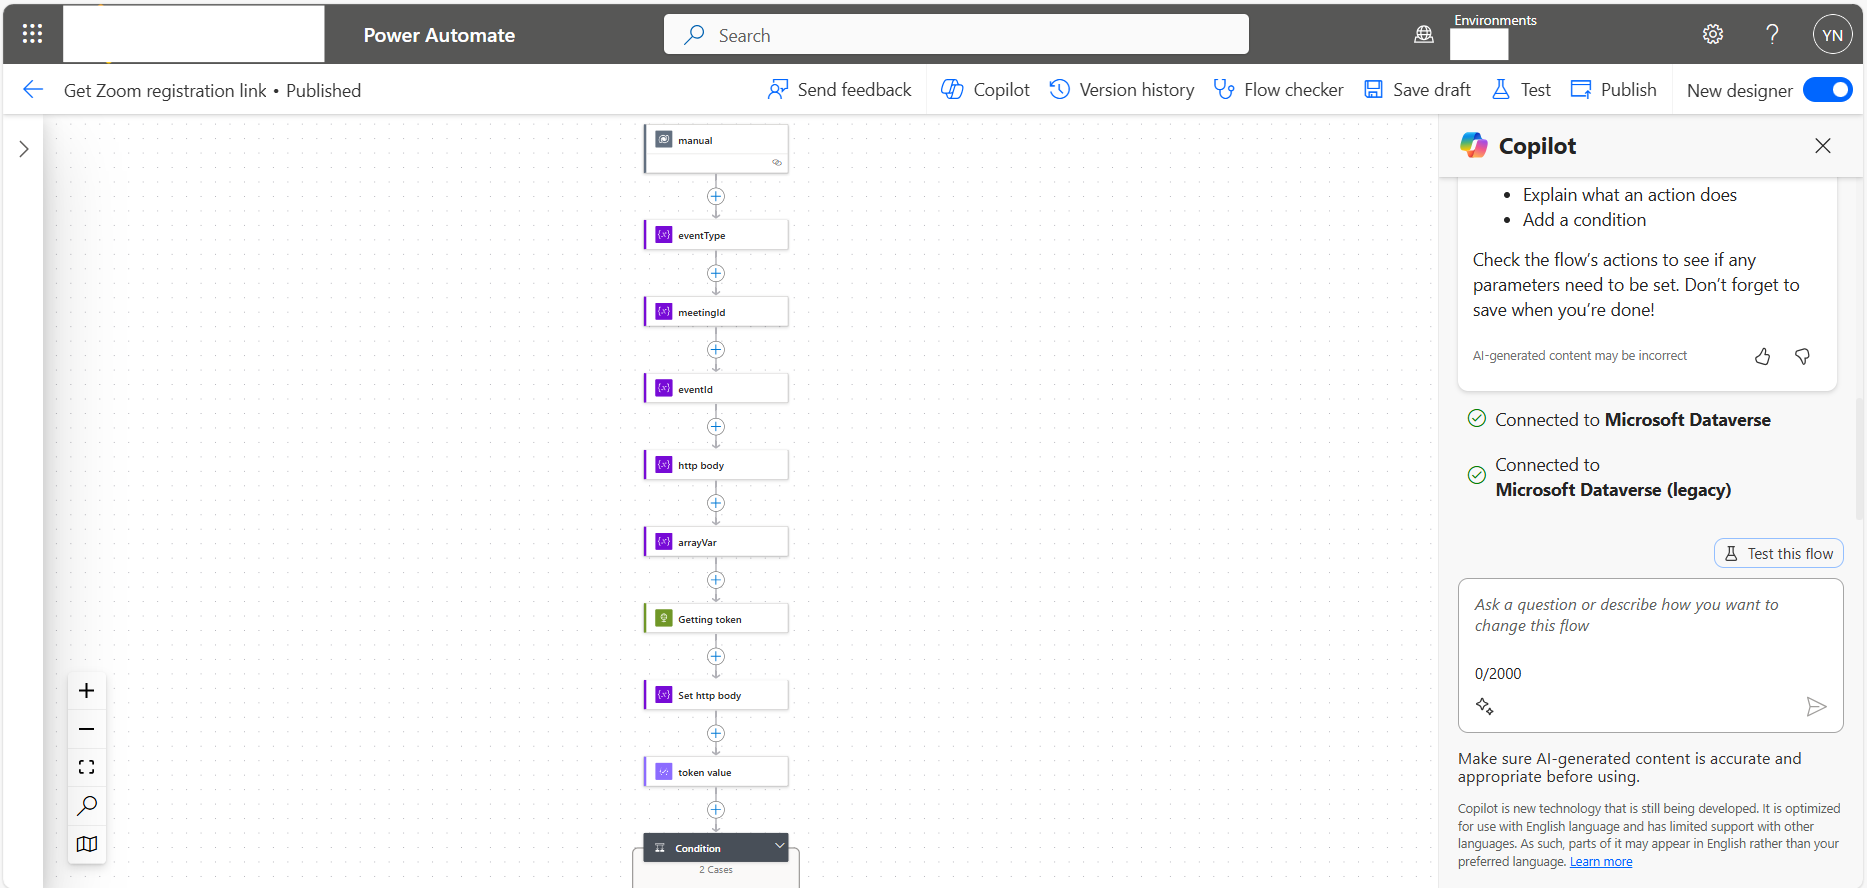 Power Automate
Search
Environments
YN
Get Zoom registration link • Published
Send feedback
Copilot
Version history
Flow checker
Save draft
Test
Publish
New designer
manual
eventType
meetingId
eventId
http body
arrayVar
Getting token
Set http body
token value
Condition
2 Cases
Copilot
• Explain what an action does
• Add a condition
Check the flow’s actions to see if any
parameters need to be set. Don’t forget to
save when you’re done!
AI-generated content may be incorrect
Connected to Microsoft Dataverse
Connected to
Microsoft Dataverse (legacy)
Test this flow
Ask a question or describe how you want to
change this flow
0/2000
Make sure AI-generated content is accurate and
appropriate before using.
Copilot is new technology that is still being developed. It is optimized
for use with English language and has limited support with other
languages. As such, parts of it may appear in English rather than your
preferred language. Learn more